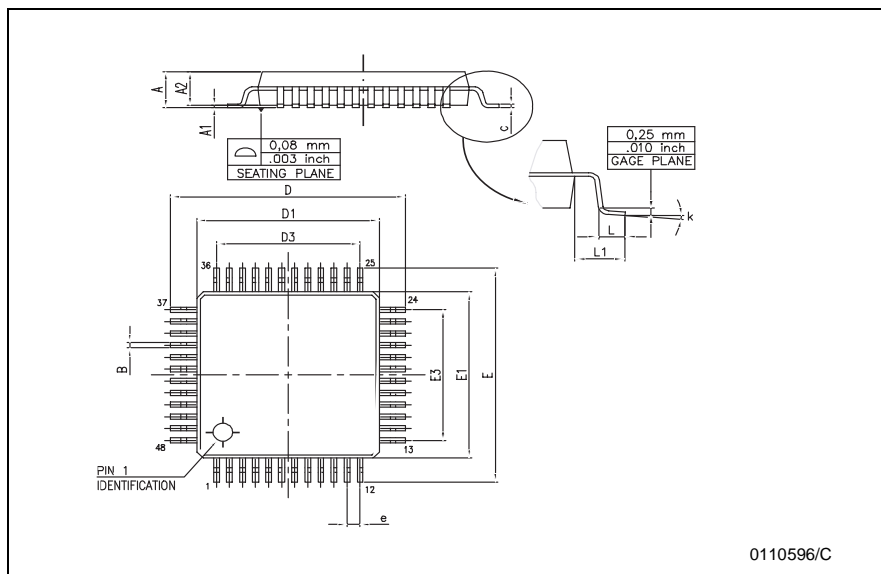 A
A2
A1
c
0,08 mm
.003 inch
SEATING PLANE
0,25 mm
.010 inch
GAGE PLANE
k
L
L1
D
D1
D3
36
25
37
24
B
E3
E1
E
48
13
PIN 1
IDENTIFICATION
1
12
e
0110596/C